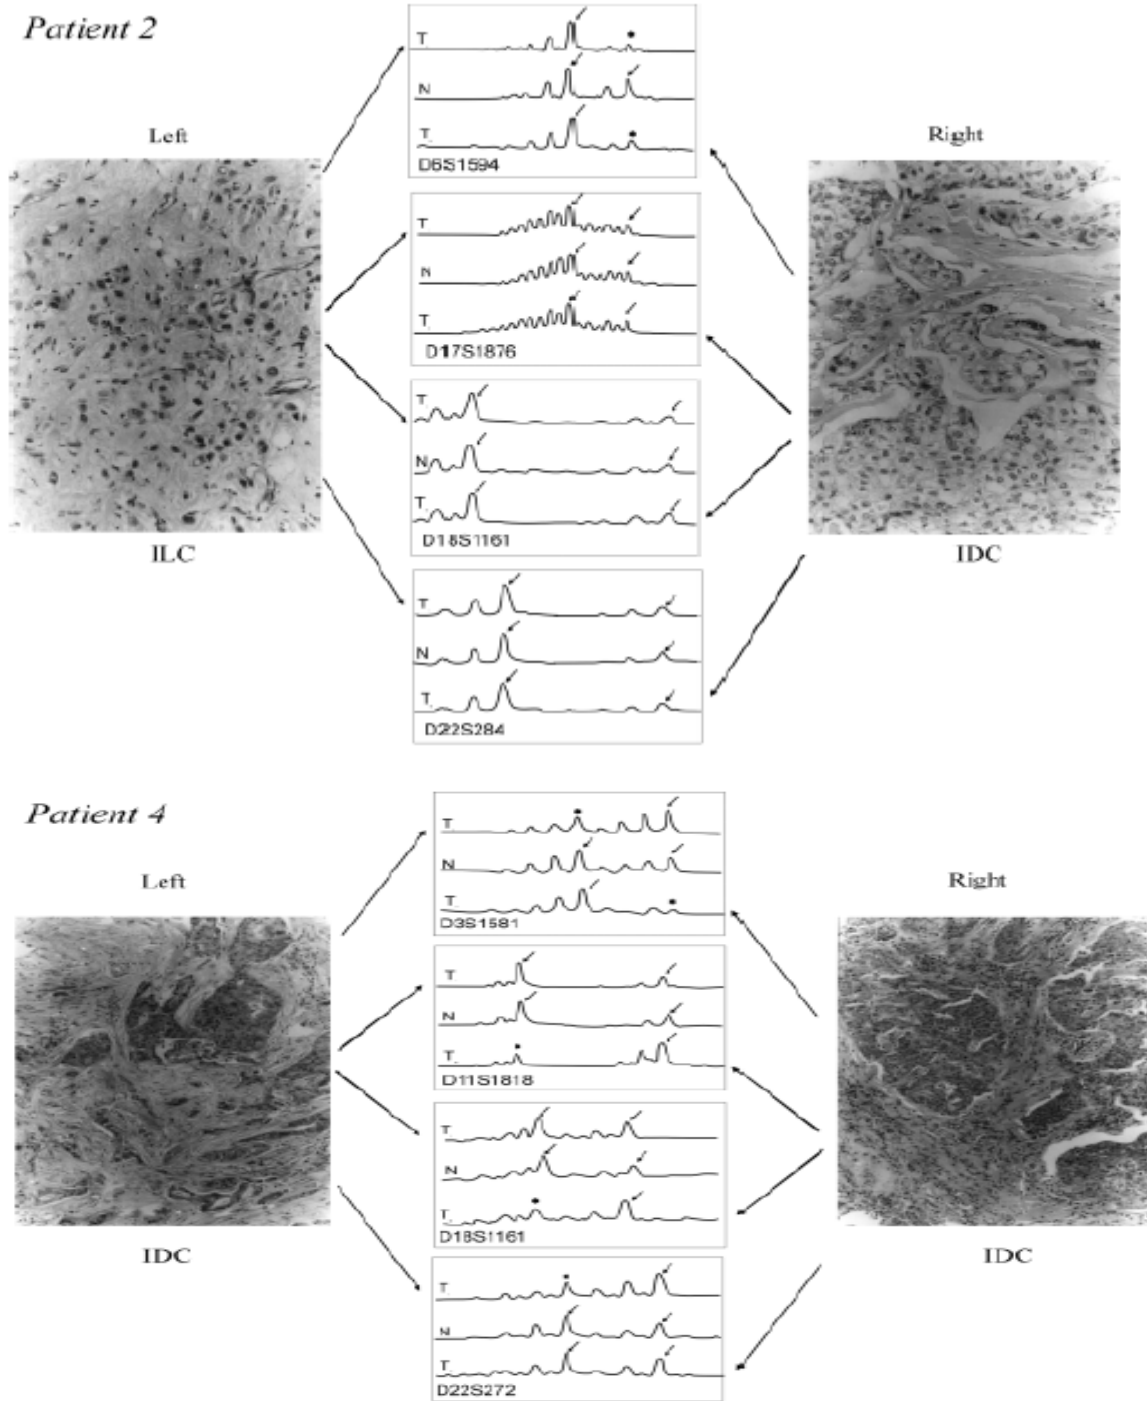 Patient 2
Left
Right
T
N
T.
D6S1594
T
N
T.
D17S1876
T
N
T.
D18S1161
T
N
T.
D22S284
ILC
IDC
Patient 4
Left
Right
T.
N
T.
D3S1581
T
N
T.
D11S1818
T.
N
T.
D18S1161
T.
N
T.
D22S272
IDC
IDC